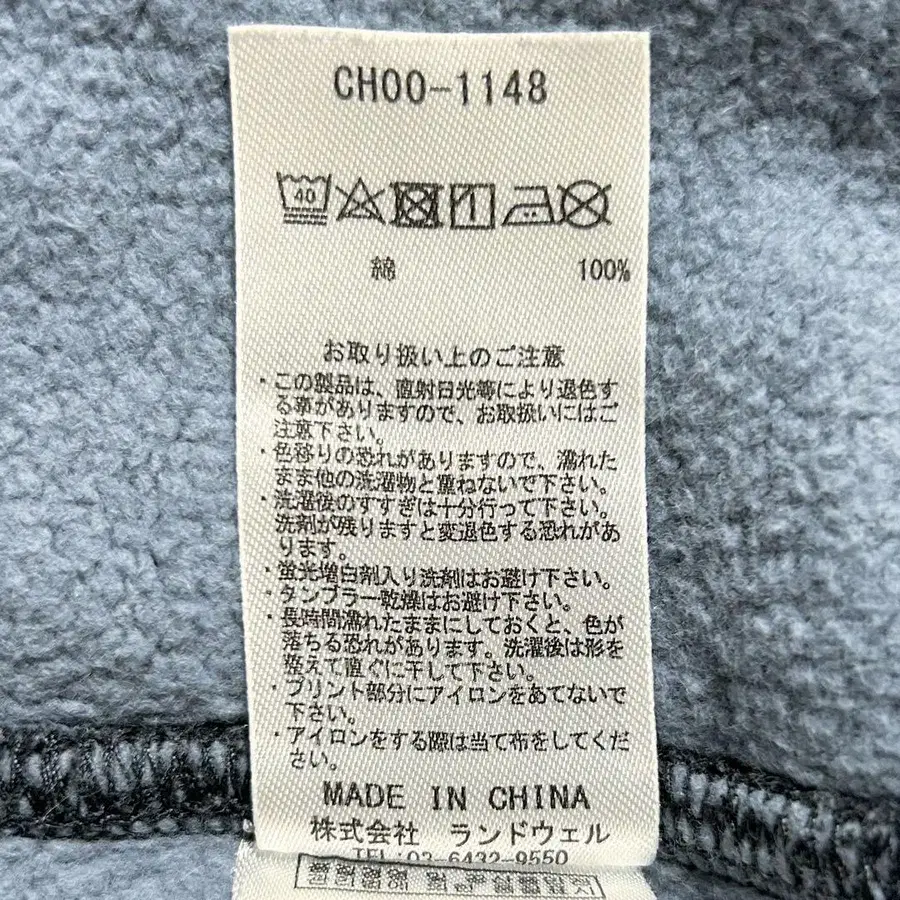 CH00-1148
40
綿 100%
お取り扱い上のご注意
・この製品は、直射日光等により退色す
る事がありますので、お取扱いにはご
注意下さい。
・色移りの恐れがありますので、濡れた
まま他の洗濯物と重ねないで下さい。
・洗濯後のすすぎは十分行って下さい。
洗剤が残りますと変退色する恐れがあ
ります。
・蛍光増白剤入り洗剤はお避け下さい。
・タンブラー乾燥はお避け下さい。
・長時間濡れたままにしておくと、色が
落ちる恐れがあります。洗濯後は形を
整えて直ぐに干して下さい。
・プリント部分にアイロンをあてないで
下さい。
・アイロンをする際は当て布をしてくだ
さい。
MADE IN CHINA
株式会社 ランドウェル
TEL:03-6432-9550